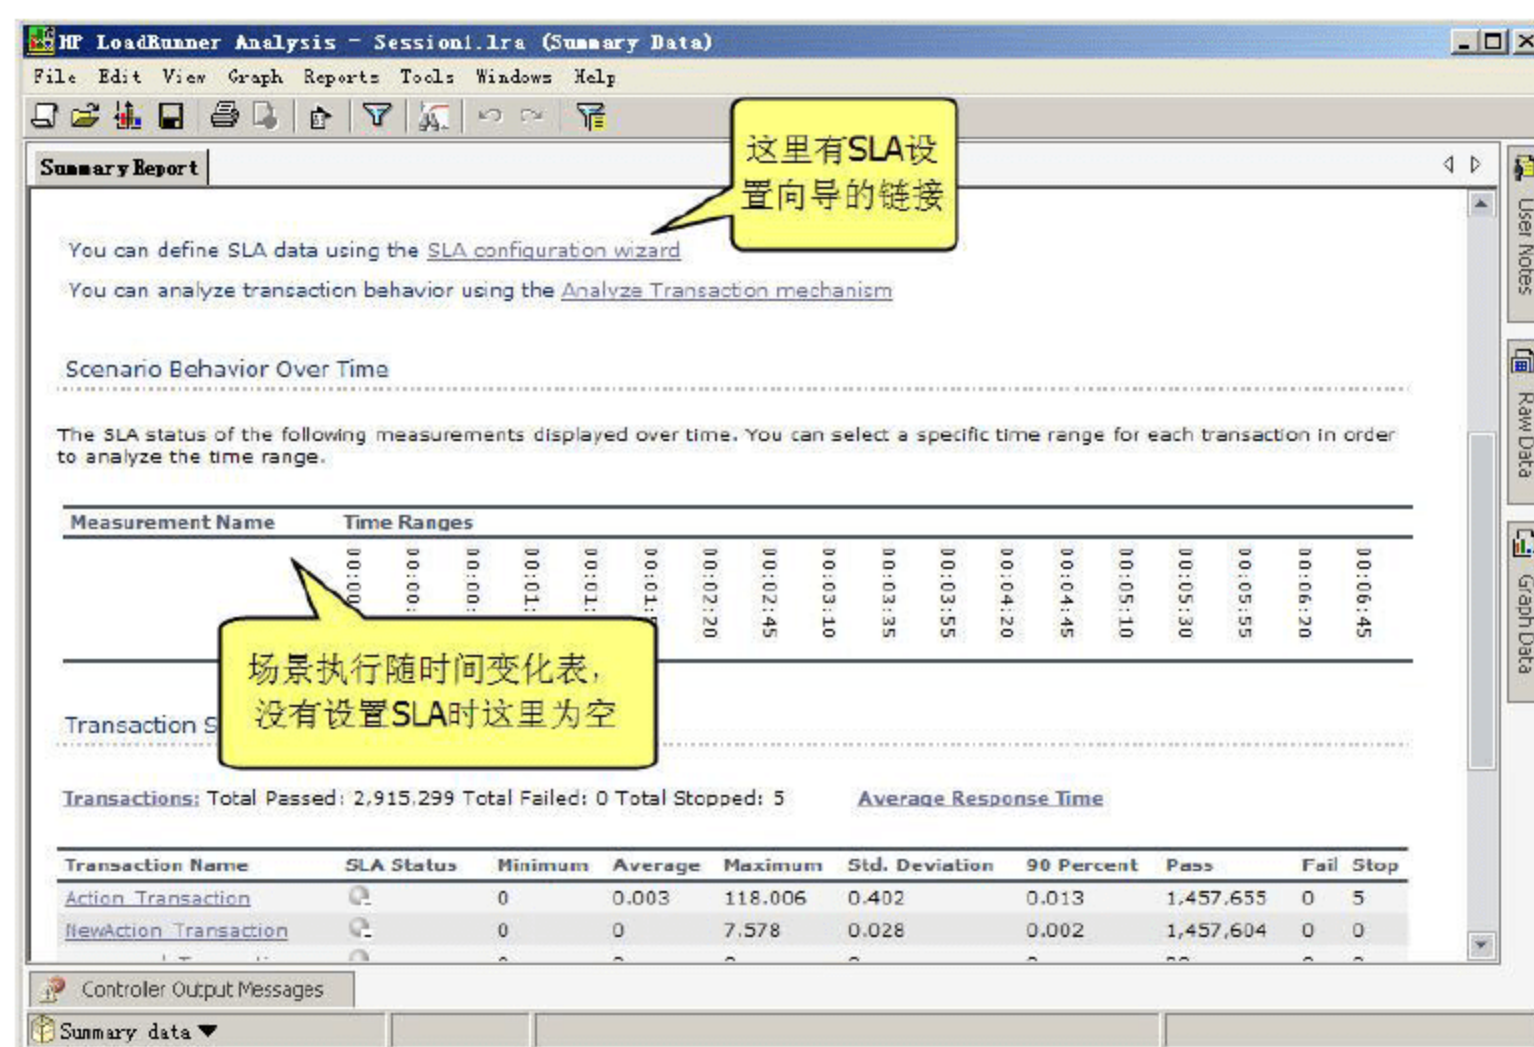 HP LoadRunner Analysis - Session1.lra (Summary Data)
File Edit View Graph Reports Tools Windows Help
这里有SLA设
置向导的链接
Summary Report
You can define SLA data using the SLA configuration wizard
You can analyze transaction behavior using the Analyze Transaction mechanism
Scenario Behavior Over Time
The SLA status of the following measurements displayed over time. You can select a specific time range for each transaction in order
to analyze the time range.
Measurement Name Time Ranges
00:02:20 00:02:45 00:03:10 00:03:35 00:03:55 00:04:20 00:04:45 00:05:10 00:05:30 00:05:55 00:06:20 00:06:45
场景执行随时间变化表，
没有设置SLA时这里为空
Transaction S
Transactions: Total Passed: 2,915,299 Total Failed: 0 Total Stopped: 5 Average Response Time
Transaction Name SLA Status Minimum Average Maximum Std. Deviation 90 Percent Pass Fail Stop
Action_Transaction 0 0.003 118.006 0.402 0.013 1,457,655 0 5
NewAction_Transaction 0 0 7.578 0.028 0.002 1,457,604 0 0
Controller Output Messages
Summary data
User Notes
Raw Data
Graph Data